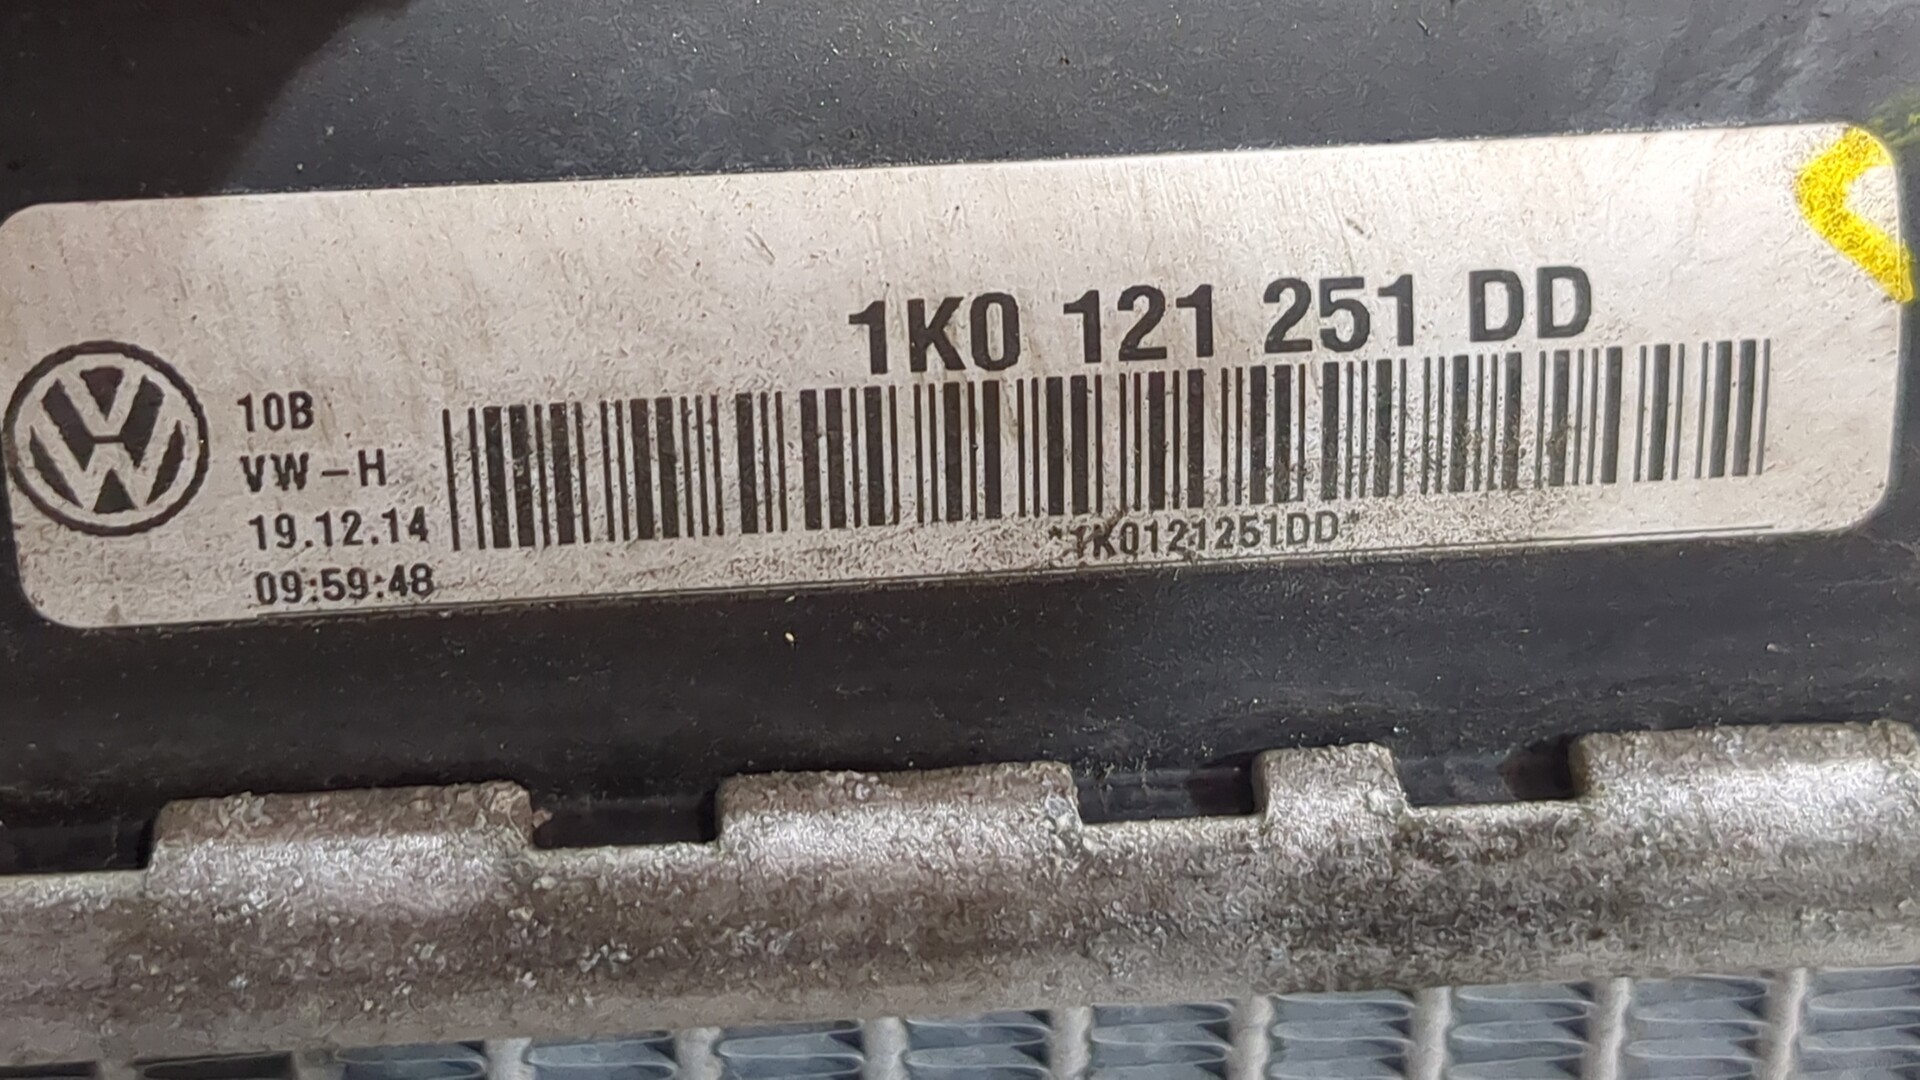 1K0 121 251 DD
10B
VW-H
19.12.14
09:59:48
*1K0121251DD*